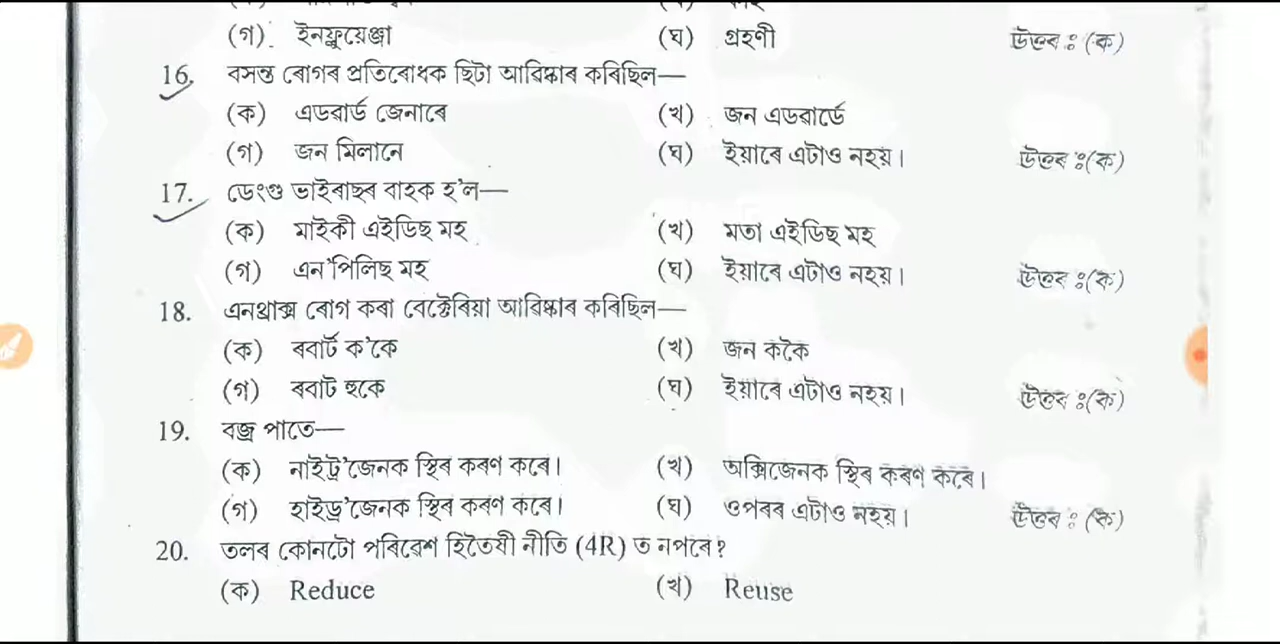 (গ) ইনফ্লুয়েঞ্জা (ঘ) গ্ৰহণী উত্তৰ ঃ (ক)
16. বসন্ত ৰোগৰ প্ৰতিৰোধক ছিটা আৱিষ্কাৰ কৰিছিল—
(ক) এডৱাৰ্ড জেনাৰে (খ) জন এডৱাৰ্ডে
(গ) জন মিলানে (ঘ) ইয়াৰে এটাও নহয়। উত্তৰ ঃ(ক)
17. ডেংগু ভাইৰাছৰ বাহক হ'ল—
(ক) মাইকী এইডিছ মহ (খ) মতা এইডিছ মহ
(গ) এন'পিলিছ মহ (ঘ) ইয়াৰে এটাও নহয়। উত্তৰ ঃ(ক)
18. এনথ্ৰাক্স ৰোগ কৰা বেক্টেৰিয়া আৱিষ্কাৰ কৰিছিল—
(ক) ৰবাৰ্ট ক'কে (খ) জন ককৈ
(গ) ৰবাট হুকে (ঘ) ইয়াৰে এটাও নহয়। উত্তৰ ঃ(ক)
19. বজ্ৰ পাতে—
(ক) নাইট্ৰ'জেনক স্থিৰ কৰণ কৰে। (খ) অক্সিজেনক স্থিৰ কৰণ কৰে।
(গ) হাইড্ৰ'জেনক স্থিৰ কৰণ কৰে। (ঘ) ওপৰৰ এটাও নহয়। উত্তৰ ঃ (ক)
20. তলৰ কোনটো পৰিৱেশ হিতৈষী নীতি (4R) ত নপৰে?
(ক) Reduce (খ) Reuse